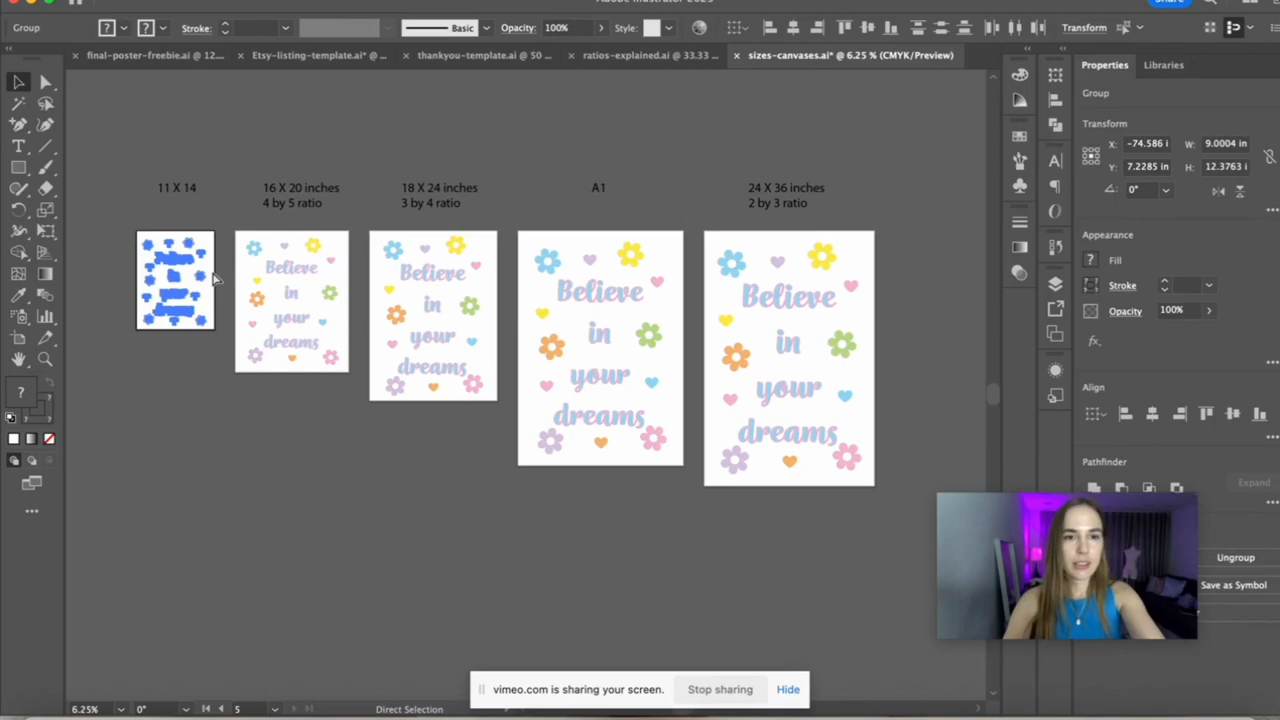 Adobe Illustrator 2023
Share
Group
?
?
Stroke:
Basic
Opacity: 100%
Style:
Transform
× final-poster-freebie.ai @ 12...
× Etsy-listing-template.ai* @ ...
× thankyou-template.ai @ 50 ...
× ratios-explained.ai @ 33.33 ...
× sizes-canvases.ai* @ 6.25 % (CMYK/Preview)
Properties
Libraries
Group
Transform
X: -74.586 i
W: 9.0004 in
Y: 7.2285 in
H: 12.3763 i
0°
Appearance
? Fill
Stroke
Opacity 100%
fx.
Align
Pathfinder
Expand
Ungroup
Save as Symbol
11 X 14
16 X 20 inches
4 by 5 ratio
18 X 24 inches
3 by 4 ratio
A1
24 X 36 inches
2 by 3 ratio
Believe
in
your
dreams
Believe
in
your
dreams
Believe
in
your
dreams
Believe
in
your
dreams
?
vimeo.com is sharing your screen.
Stop sharing
Hide
6.25%
0°
5
Direct Selection